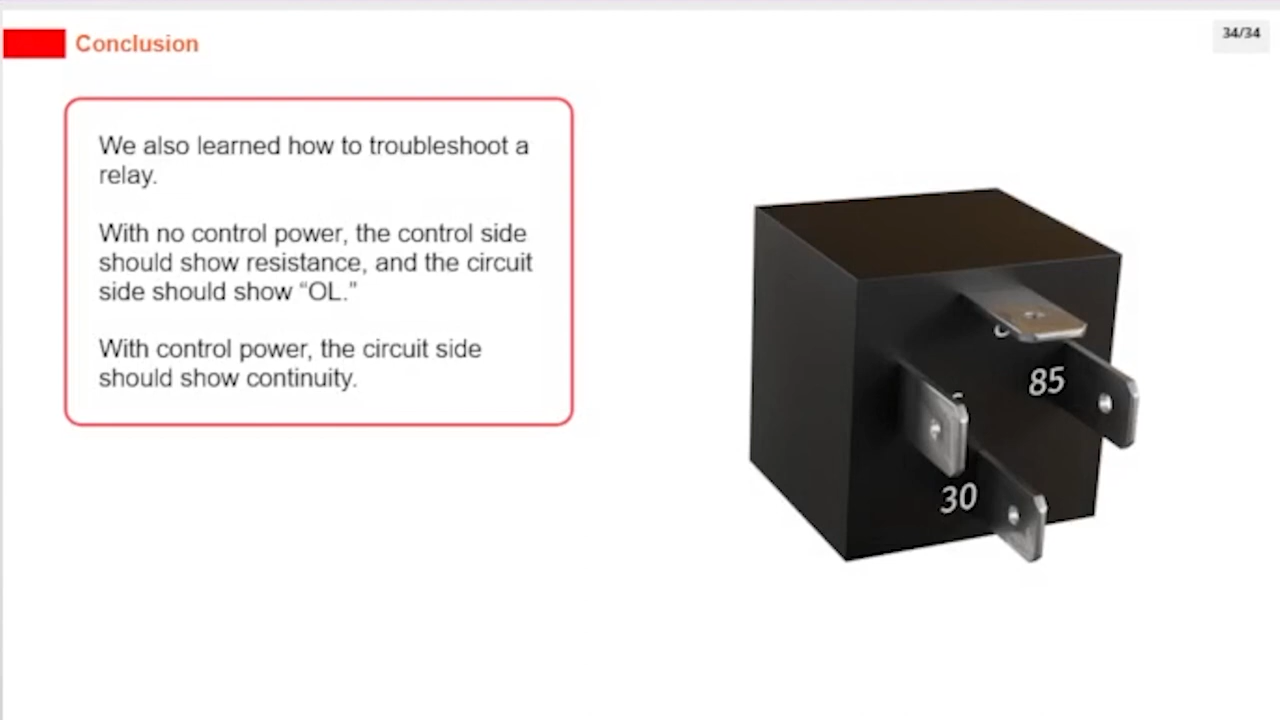 Conclusion
34/34
We also learned how to troubleshoot a
relay.
With no control power, the control side
should show resistance, and the circuit
side should show “OL.”
With control power, the circuit side
should show continuity.
85
30